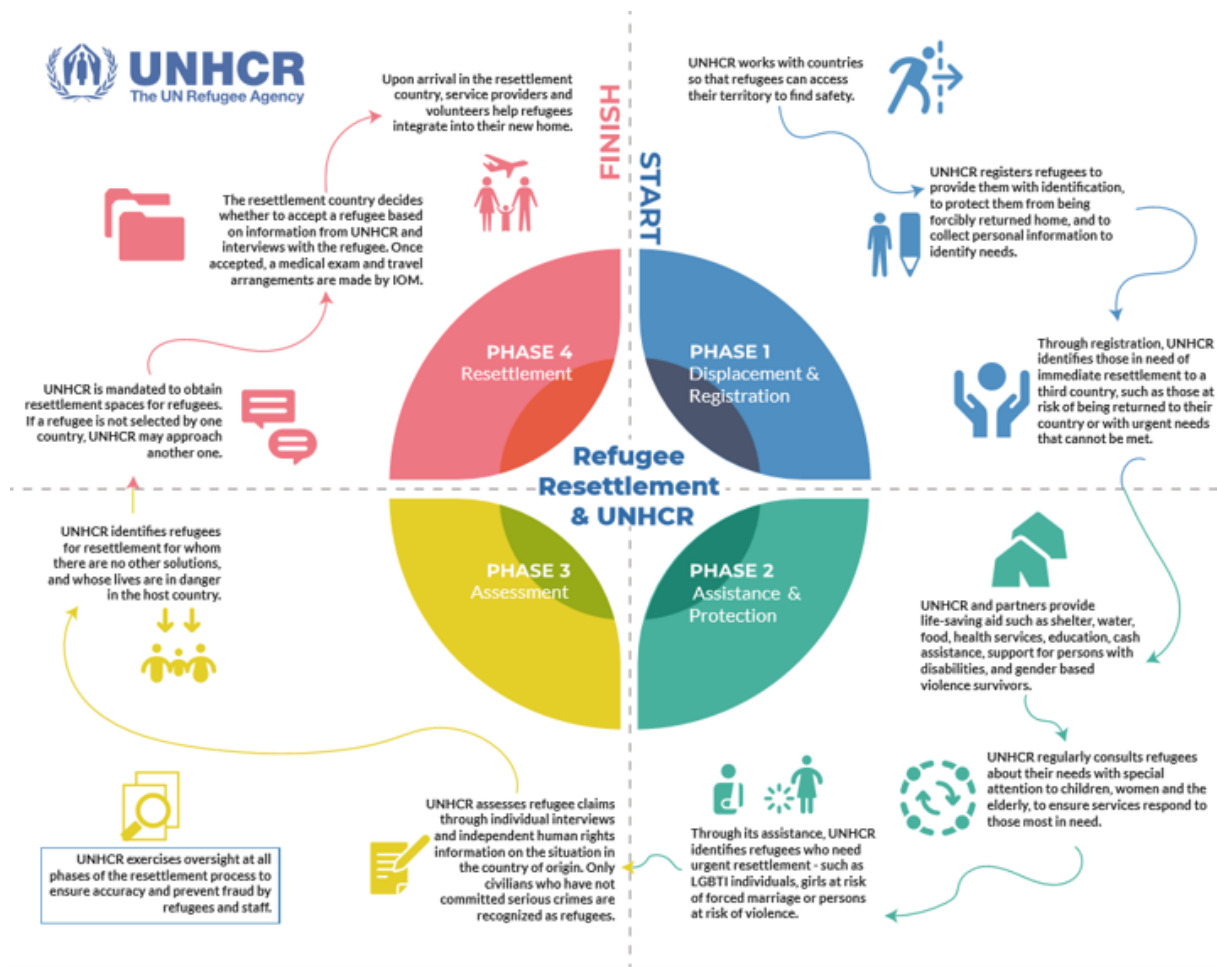 UNHCR
The UN Refugee Agency
START
UNHCR works with countries
so that refugees can access
their territory to find safety.
UNHCR registers refugees to
provide them with identification,
to protect them from being
forcibly returned home, and to
collect personal information to
identify needs.
Through registration, UNHCR
identifies those in need of
immediate resettlement to a
third country, such as those at
risk of being returned to their
country or with urgent needs
that cannot be met.
PHASE 1
Displacement &
Registration
Refugee
Resettlement
& UNHCR
PHASE 2
Assistance &
Protection
UNHCR and partners provide
life-saving aid such as shelter, water,
food, health services, education, cash
assistance, support for persons with
disabilities, and gender based
violence survivors.
UNHCR regularly consults refugees
about their needs with special
attention to children, women and the
elderly, to ensure services respond to
those most in need.
Through its assistance, UNHCR
identifies refugees who need
urgent resettlement - such as
LGBTI individuals, girls at risk
of forced marriage or persons
at risk of violence.
PHASE 3
Assessment
UNHCR assesses refugee claims
through individual interviews
and independent human rights
information on the situation in
the country of origin. Only
civilians who have not
committed serious crimes are
recognized as refugees.
UNHCR exercises oversight at all
phases of the resettlement process to
ensure accuracy and prevent fraud by
refugees and staff.
UNHCR identifies refugees
for resettlement for whom
there are no other solutions,
and whose lives are in danger
in the host country.
PHASE 4
Resettlement
UNHCR is mandated to obtain
resettlement spaces for refugees.
If a refugee is not selected by one
country, UNHCR may approach
another one.
The resettlement country decides
whether to accept a refugee based
on information from UNHCR and
interviews with the refugee. Once
accepted, a medical exam and travel
arrangements are made by IOM.
Upon arrival in the resettlement
country, service providers and
volunteers help refugees
integrate into their new home.
FINISH